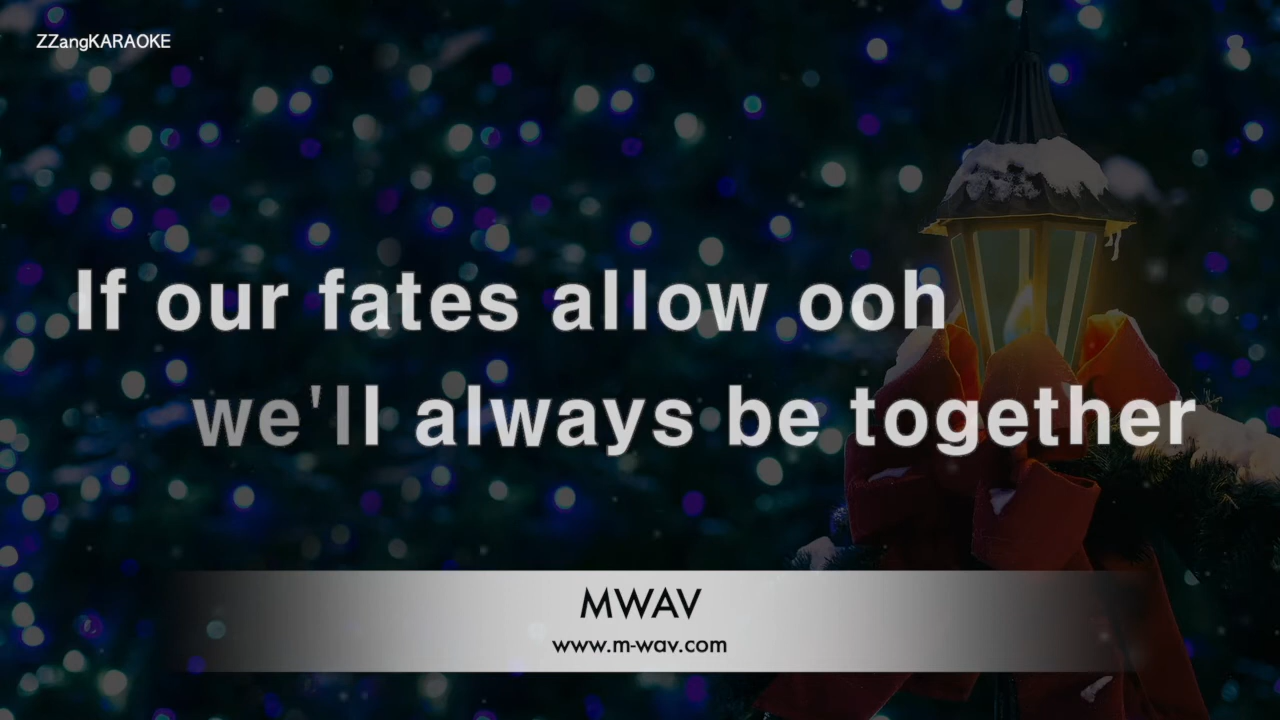 ZZangKARAOKE
If our fates allow ooh
we'll always be together
MWAV
www.m-wav.com